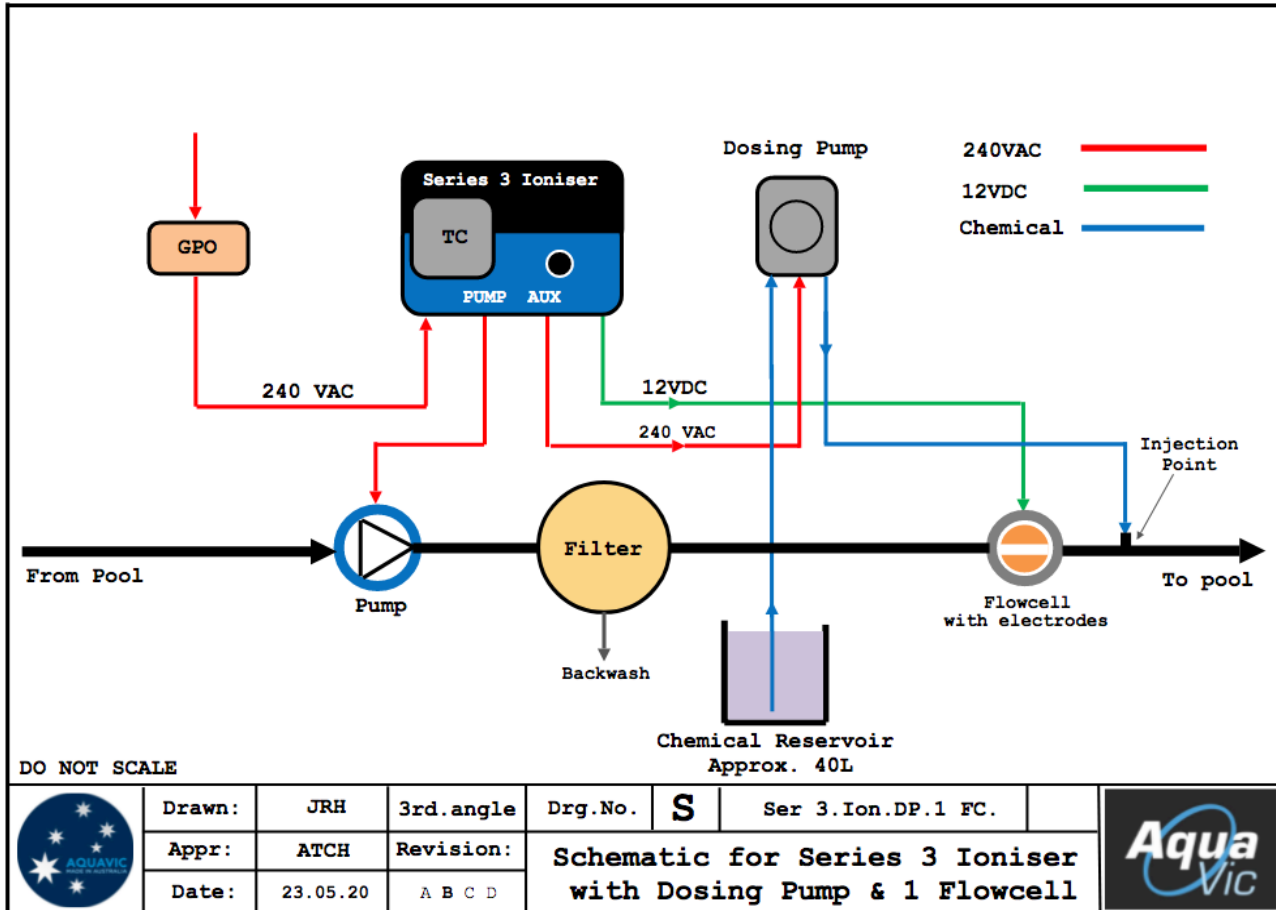 Dosing Pump
240VAC
12VDC
Chemical
Series 3 Ioniser
TC
PUMP AUX
GPO
240 VAC
12VDC
240 VAC
Injection
Point
From Pool
Pump
Filter
Backwash
Flowcell
with electrodes
To pool
Chemical Reservoir
Approx. 40L
DO NOT SCALE
AQUAVIC
MADE IN AUSTRALIA
Drawn: JRH 3rd.angle Drg.No. S Ser 3.Ion.DP.1 FC.
Appr: ATCH Revision:
Date: 23.05.20 A B C D
Schematic for Series 3 Ioniser
with Dosing Pump & 1 Flowcell
Aqua
Vic